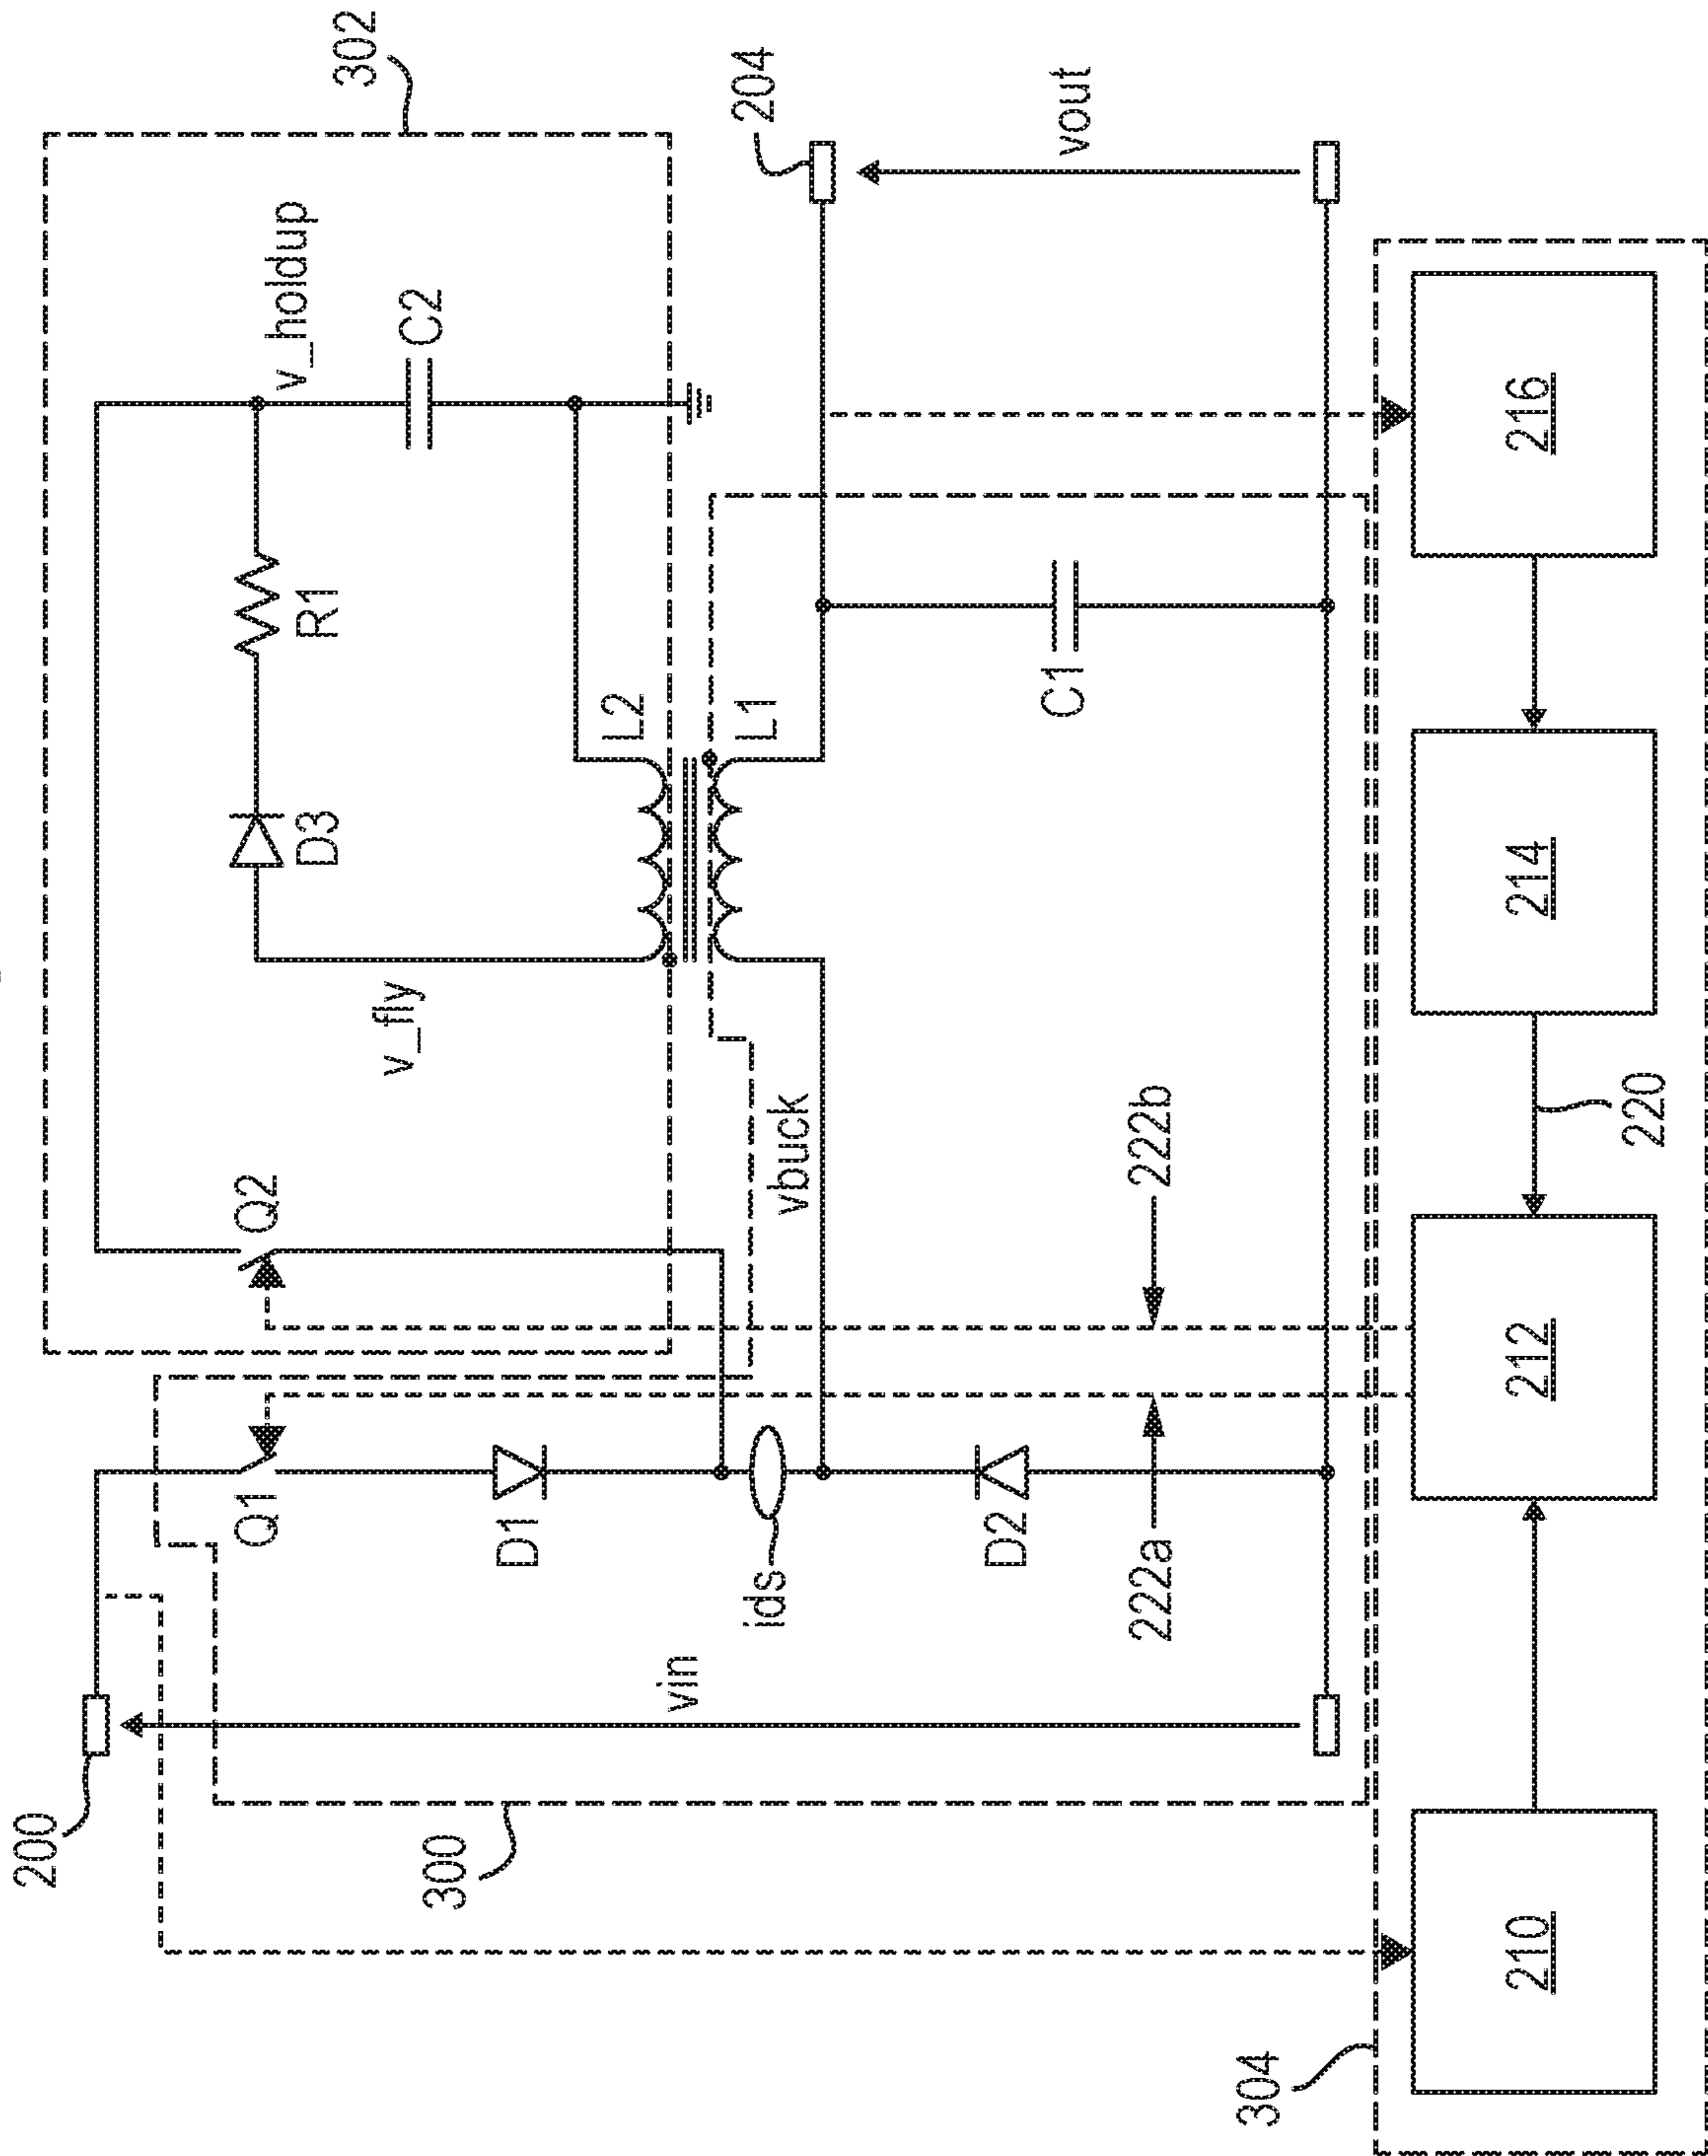 302
200
v_holdup
Q1
Q2
v_fly
D3
R1
C2
300
D1
L2
204
vin
ids
vbuck
L1
vout
D2
222a
222b
C1
304
210
212
214
216
220